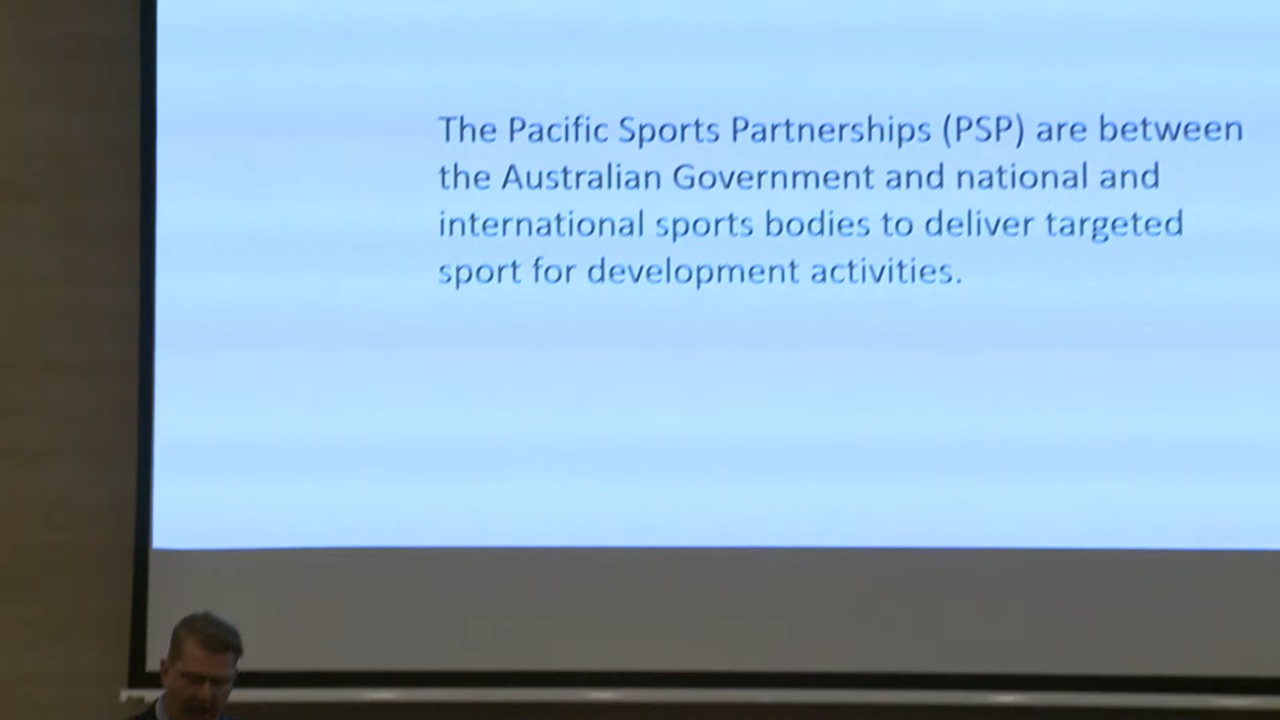 The Pacific Sports Partnerships (PSP) are between
the Australian Government and national and
international sports bodies to deliver targeted
sport for development activities.